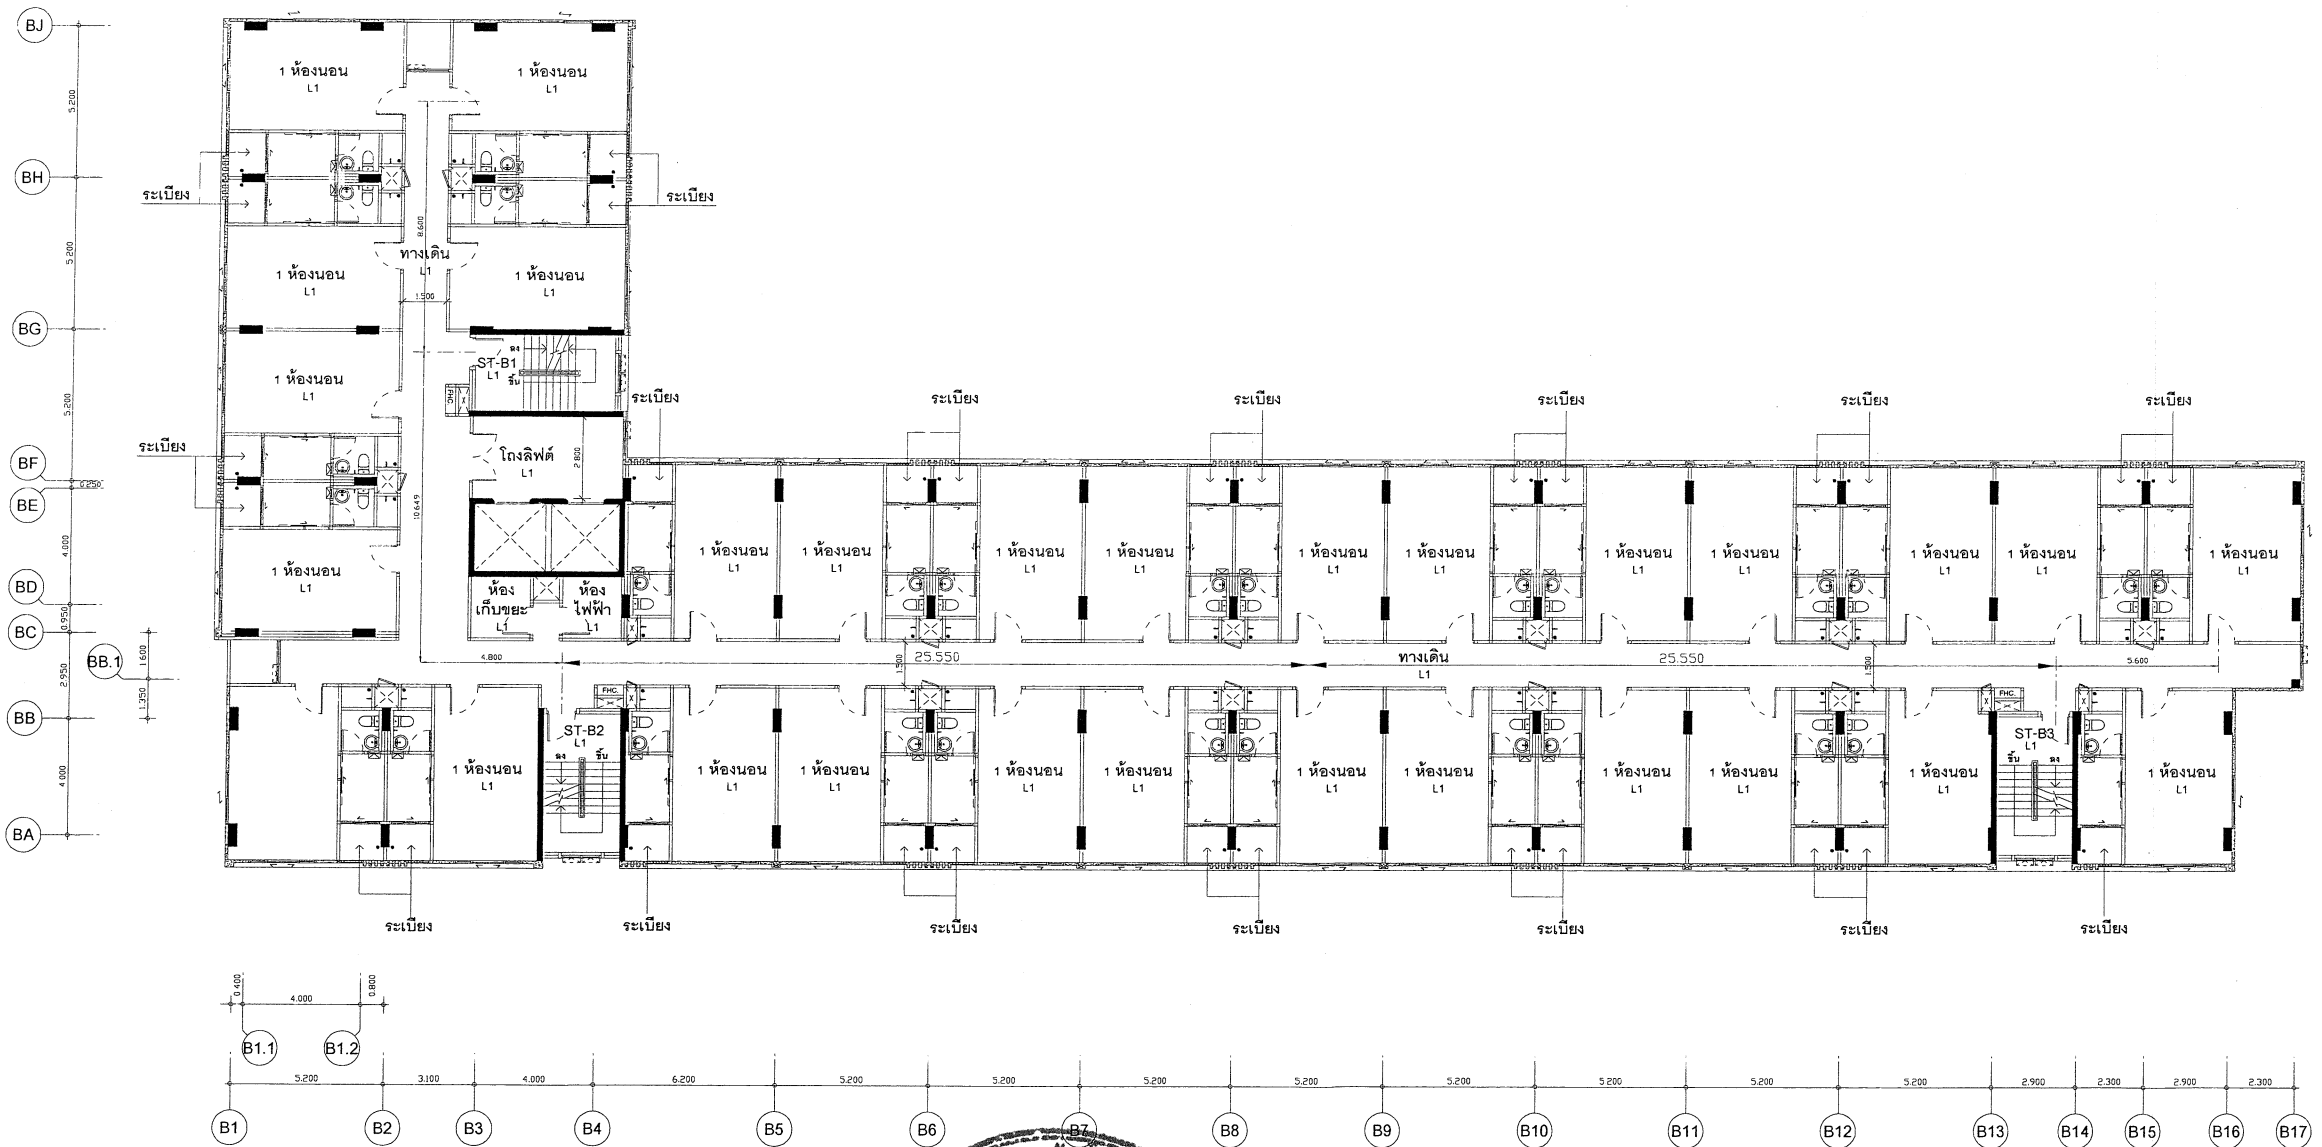 BJ
1 ห้องนอน
L1
1 ห้องนอน
L1
5.200
BH
ระเบียง
ระเบียง
8.600
5.200
ทางเดิน
L1
1 ห้องนอน
L1
1 ห้องนอน
L1
1.500
BG
ST-B1
L1
ลง
ขึ้น
FHC.
1 ห้องนอน
L1
5.200
ระเบียง
ระเบียง
ระเบียง
ระเบียง
ระเบียง
ระเบียง
ระเบียง
BF
0.250
BE
โถงลิฟต์
L1
2.800
10.649
4.000
1 ห้องนอน
L1
1 ห้องนอน
L1
1 ห้องนอน
L1
1 ห้องนอน
L1
1 ห้องนอน
L1
1 ห้องนอน
L1
1 ห้องนอน
L1
1 ห้องนอน
L1
1 ห้องนอน
L1
1 ห้องนอน
L1
1 ห้องนอน
L1
1 ห้องนอน
L1
BD
ห้อง
เก็บขยะ
L1
ห้อง
ไฟฟ้า
L1
0.950
BC
BB.1
1.600
2.950
1.350
4.800
25.550
1.500
ทางเดิน
L1
25.550
1.500
5.600
BB
FHC.
FHC.
ST-B2
L1
ลง
ขึ้น
ST-B3
L1
ขึ้น
ลง
4.000
1 ห้องนอน
L1
1 ห้องนอน
L1
1 ห้องนอน
L1
1 ห้องนอน
L1
1 ห้องนอน
L1
1 ห้องนอน
L1
1 ห้องนอน
L1
1 ห้องนอน
L1
1 ห้องนอน
L1
1 ห้องนอน
L1
1 ห้องนอน
L1
BA
ระเบียง
ระเบียง
ระเบียง
ระเบียง
ระเบียง
ระเบียง
ระเบียง
0.400
4.000
0.800
B1.1
B1.2
5.200
3.100
4.000
6.200
5.200
5.200
5.200
5.200
5.200
5.200
5.200
5.200
2.900
2.300
2.900
2.300
B1
B2
B3
B4
B5
B6
B7
B8
B9
B10
B11
B12
B13
B14
B15
B16
B17